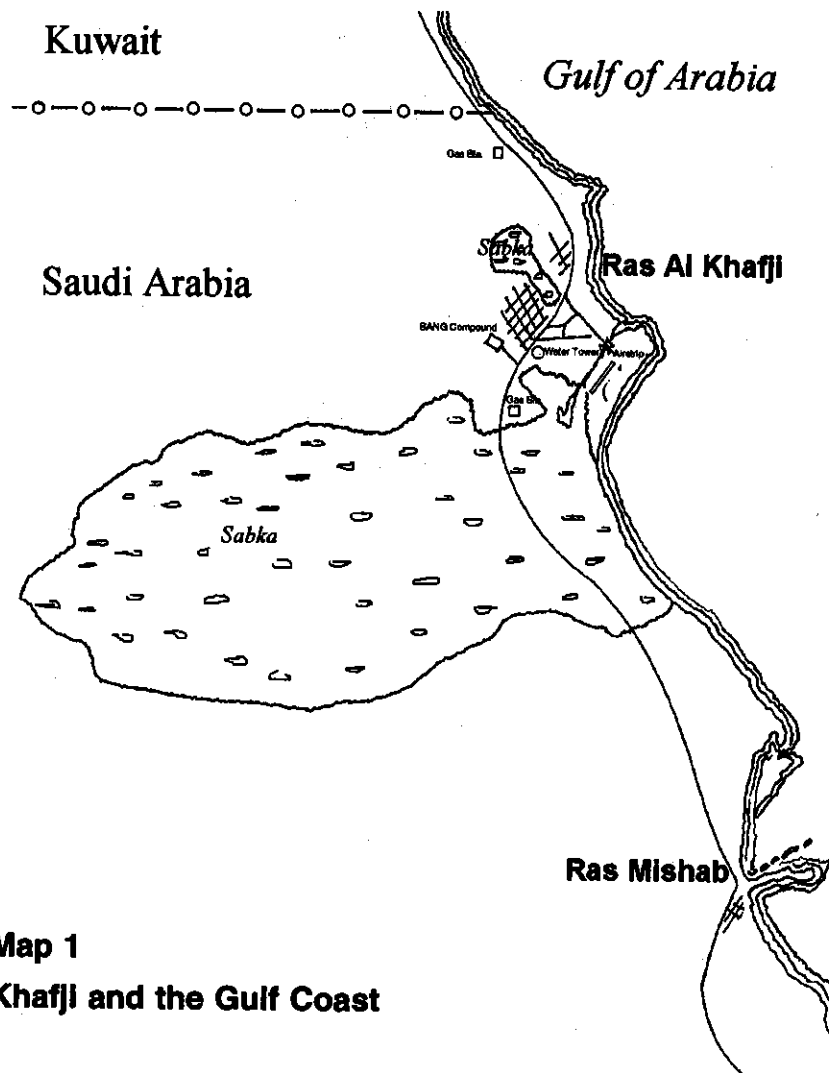 Kuwait
Gulf of Arabia
Gas Sta.
Sabka
Ras Al Khafji
Saudi Arabia
SANG Compound
Water Tower
Airstrip
Gas Sta.
Sabka
Ras Mishab
Map 1
Khafji and the Gulf Coast